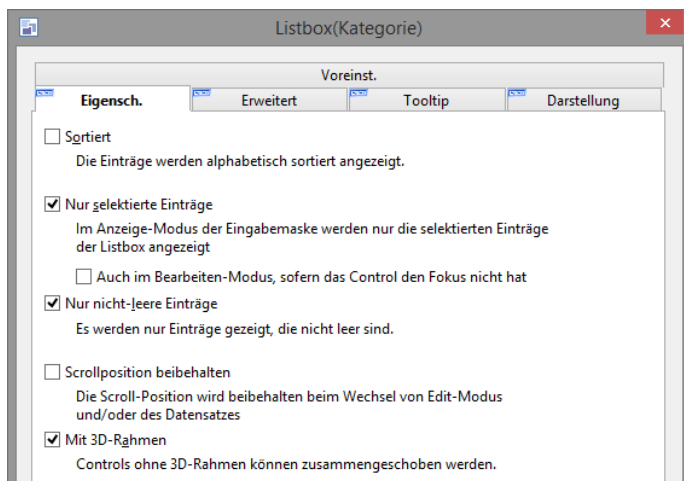 Listbox(Kategorie)
Voreinst.
Eigensch.
Erweitert
Tooltip
Darstellung
Sortiert
Die Einträge werden alphabetisch sortiert angezeigt.
Nur selektierte Einträge
Im Anzeige-Modus der Eingabemaske werden nur die selektierten Einträge
der Listbox angezeigt
Auch im Bearbeiten-Modus, sofern das Control den Fokus nicht hat
Nur nicht-leere Einträge
Es werden nur Einträge gezeigt, die nicht leer sind.
Scrollposition beibehalten
Die Scroll-Position wird beibehalten beim Wechsel von Edit-Modus
und/oder des Datensatzes
Mit 3D-Rahmen
Controls ohne 3D-Rahmen können zusammengeschoben werden.